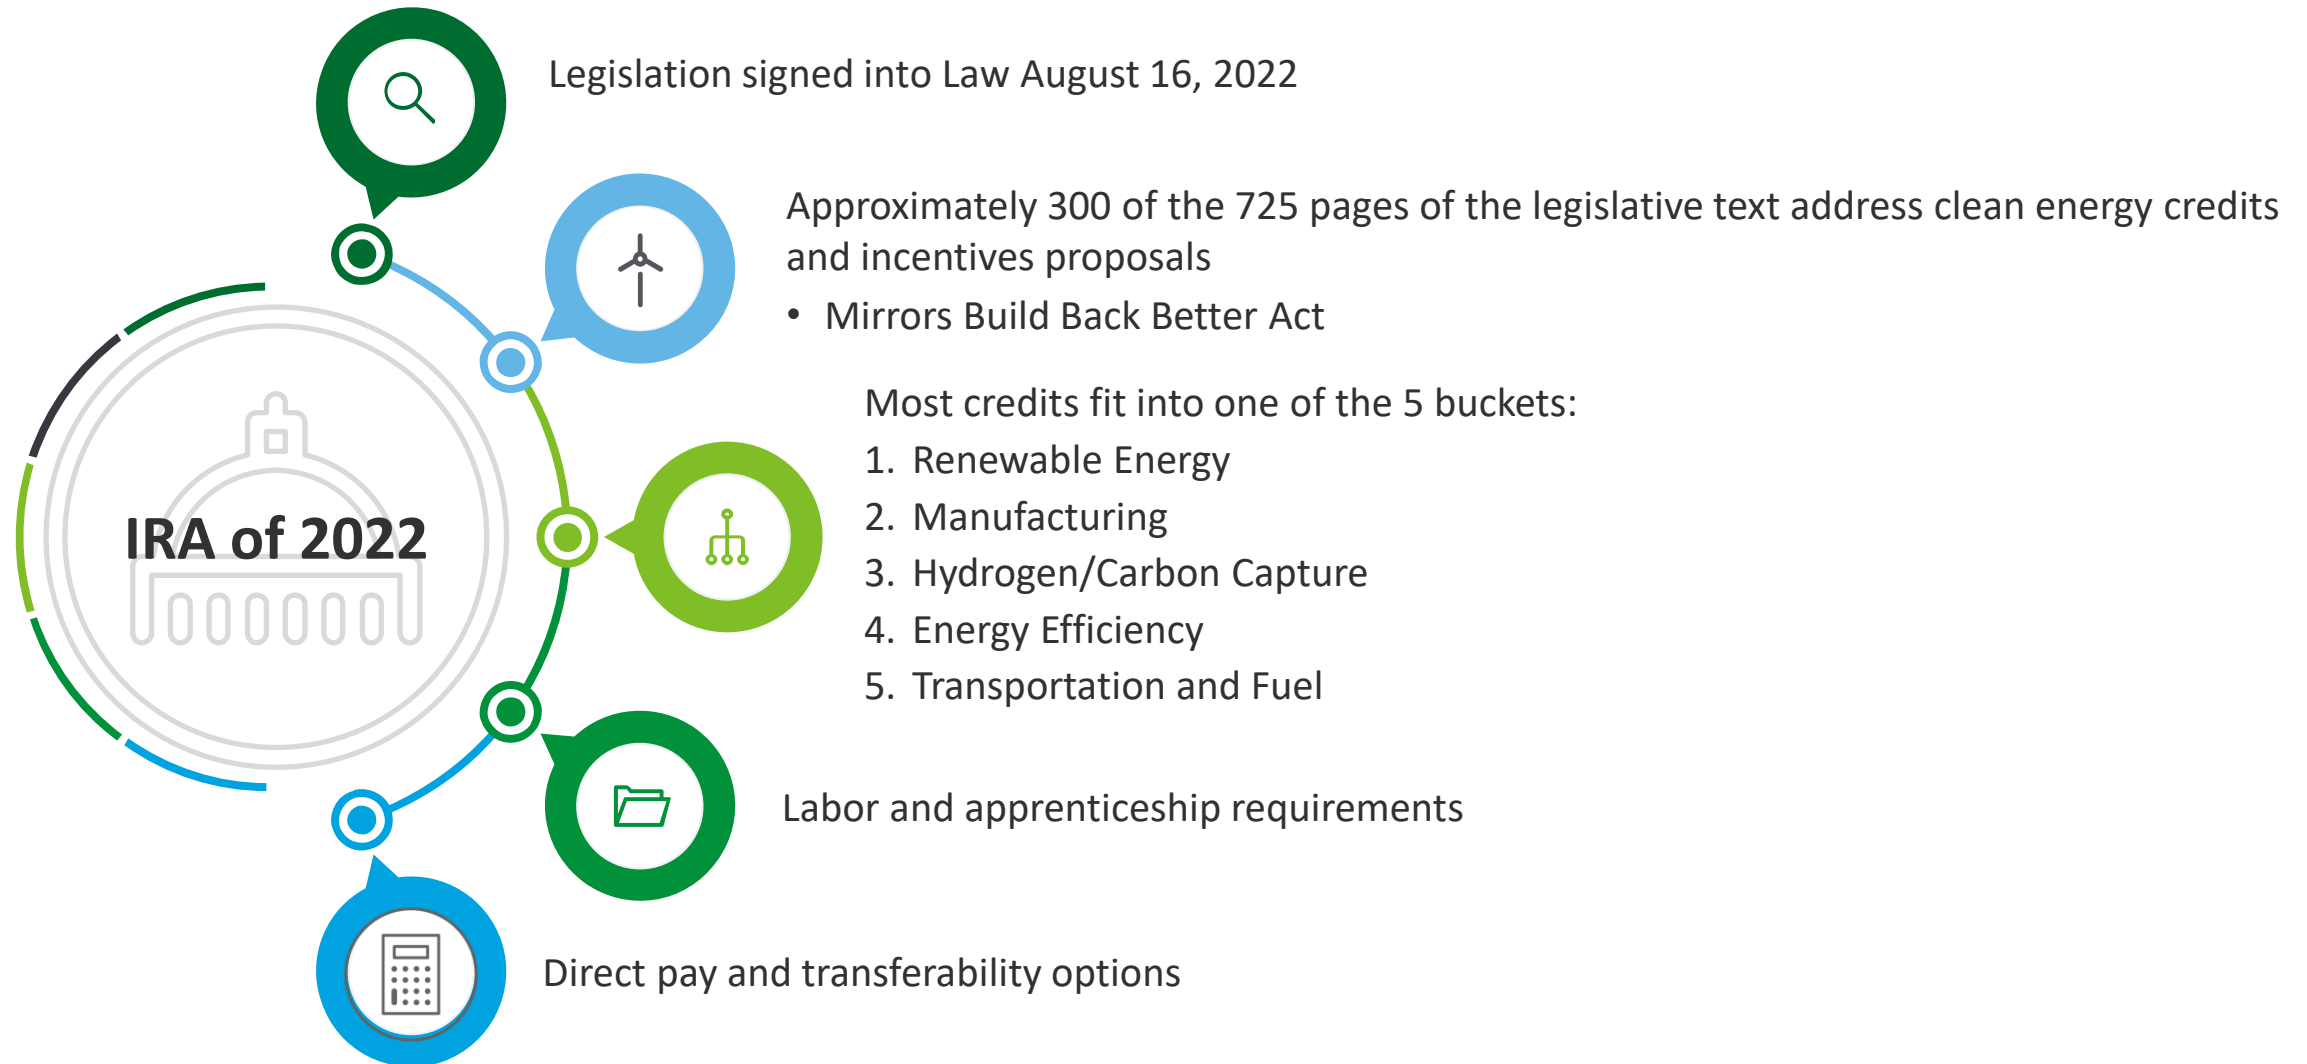 Legislation signed into Law August 16, 2022
Approximately 300 of the 725 pages of the legislative text address clean energy credits
and incentives proposals
• Mirrors Build Back Better Act
Most credits fit into one of the 5 buckets:
1. Renewable Energy
2. Manufacturing
3. Hydrogen/Carbon Capture
4. Energy Efficiency
5. Transportation and Fuel
IRA of 2022
Labor and apprenticeship requirements
Direct pay and transferability options